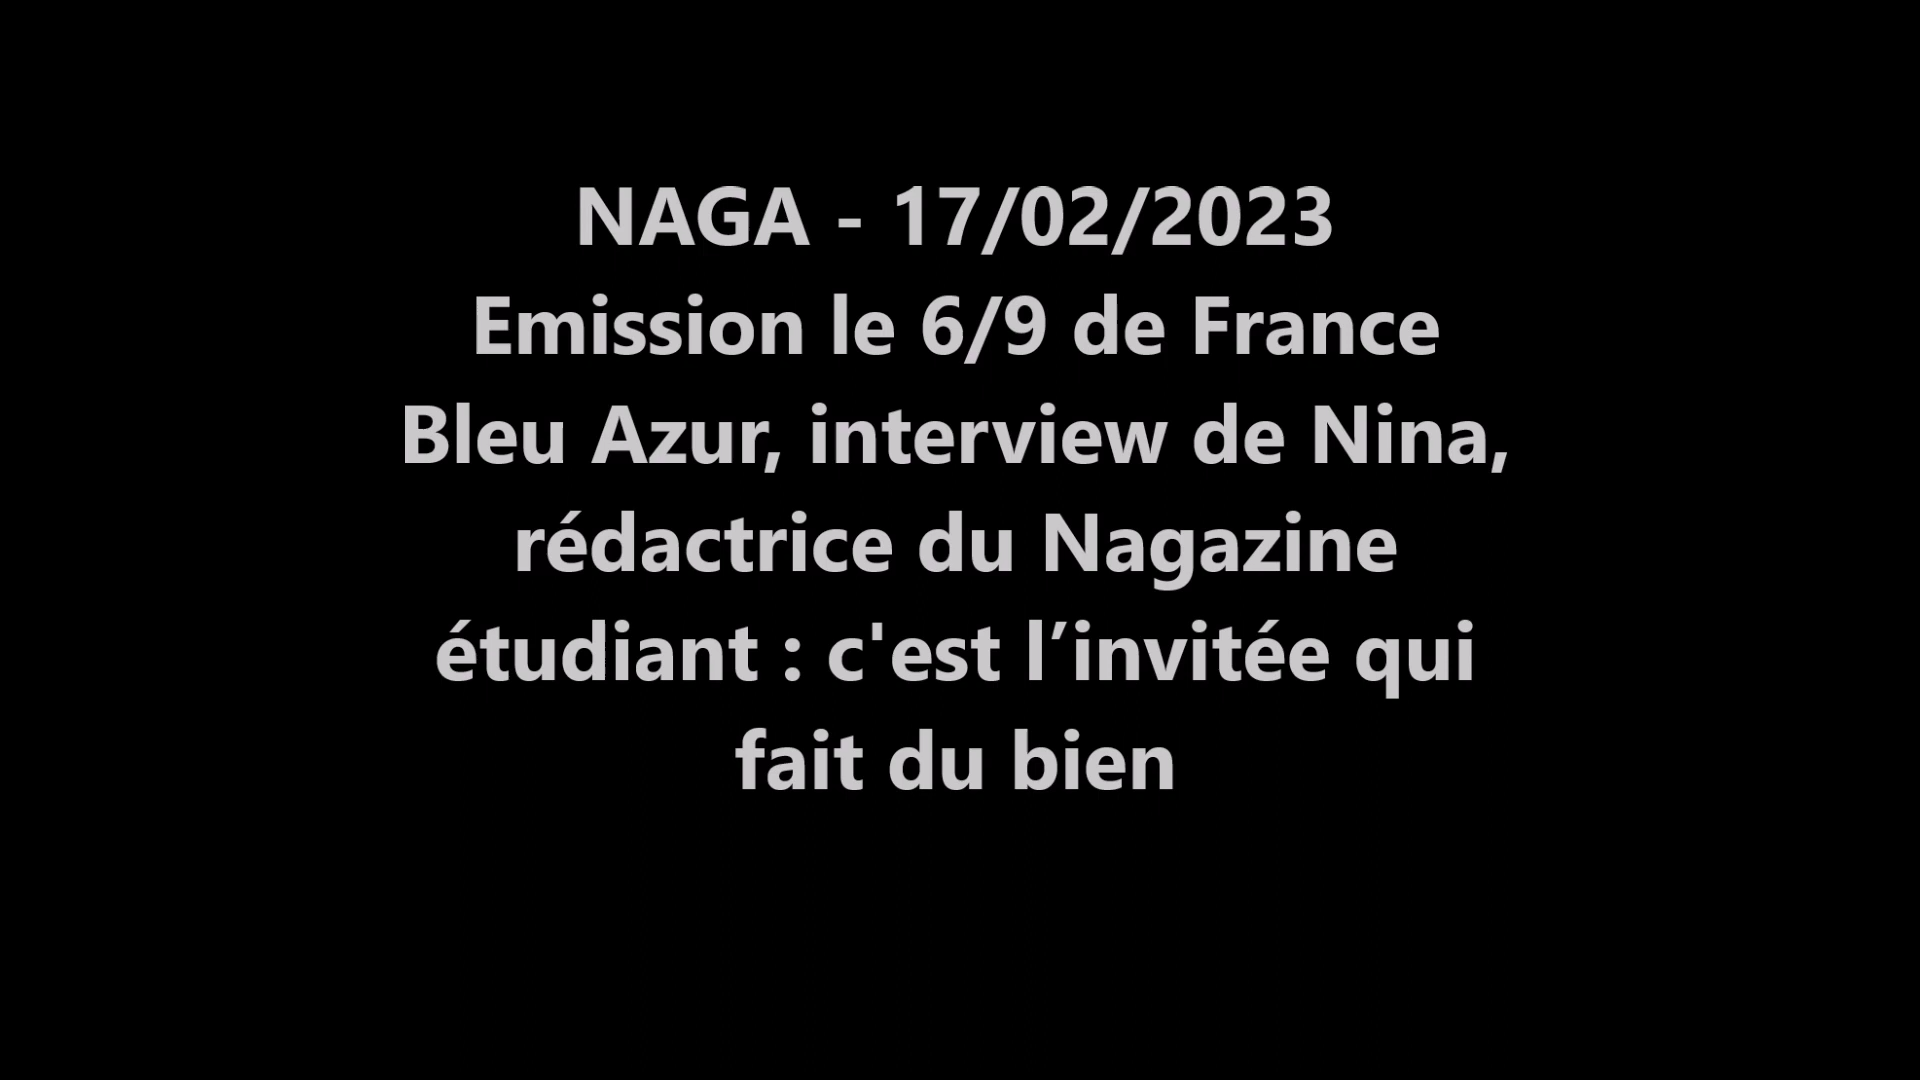 NAGA - 17/02/2023
Emission le 6/9 de France
Bleu Azur, interview de Nina,
rédactrice du Nagazine
étudiant : c'est l’invitée qui
fait du bien